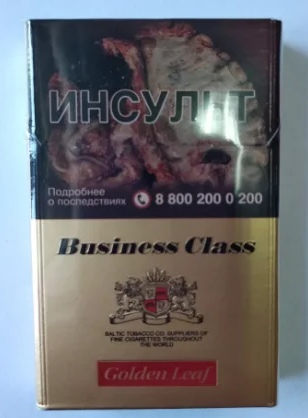 ИНСУЛЬТ
Подробнее
о последствиях 8 800 200 0 200
Business Class
BALTIC TOBACCO CO. SUPPLIERS OF
FINE CIGARETTES THROUGHOUT
THE WORLD
Golden Leaf